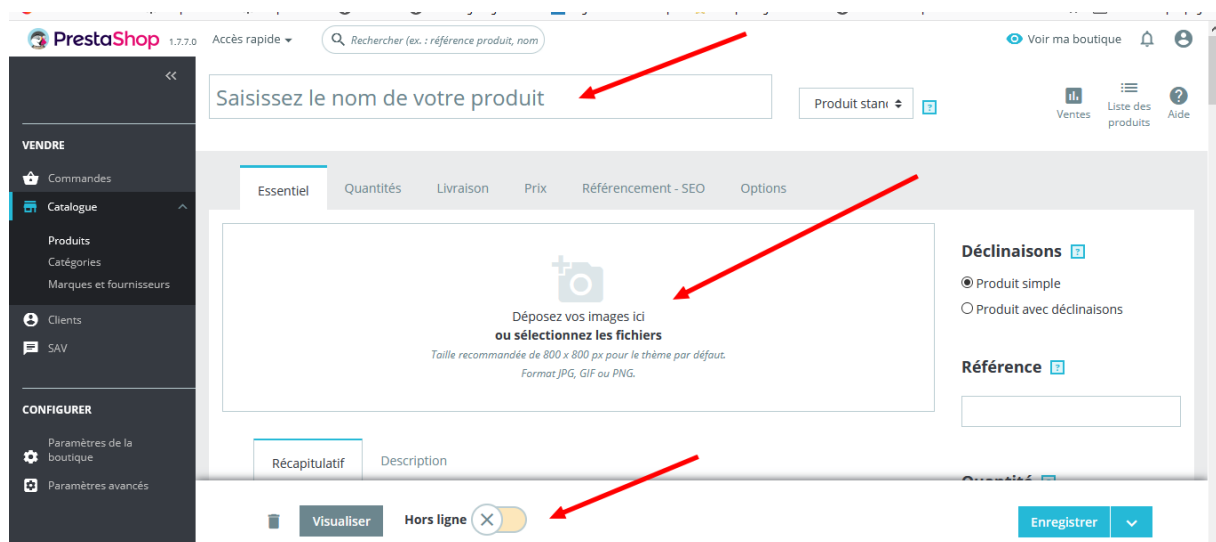 PrestaShop 1.7.7.0 Accès rapide Rechercher (ex. : référence produit, nom Voir ma boutique
Saisissez le nom de votre produit
Produit stan
?
Ventes
Liste des
produits
Aide
VENDRE
Commandes
Catalogue
Produits
Catégories
Marques et fournisseurs
Clients
SAV
CONFIGURER
Paramètres de la
boutique
Paramètres avancés
Essentiel Quantités Livraison Prix Référencement - SEO Options
Déposez vos images ici
ou sélectionnez les fichiers
Taille recommandée de 800 x 800 px pour le thème par défaut.
Format JPG, GIF ou PNG.
Déclinaisons ?
Produit simple
Produit avec déclinaisons
Référence ?
Récapitulatif Description
Visualiser Hors ligne
Enregistrer